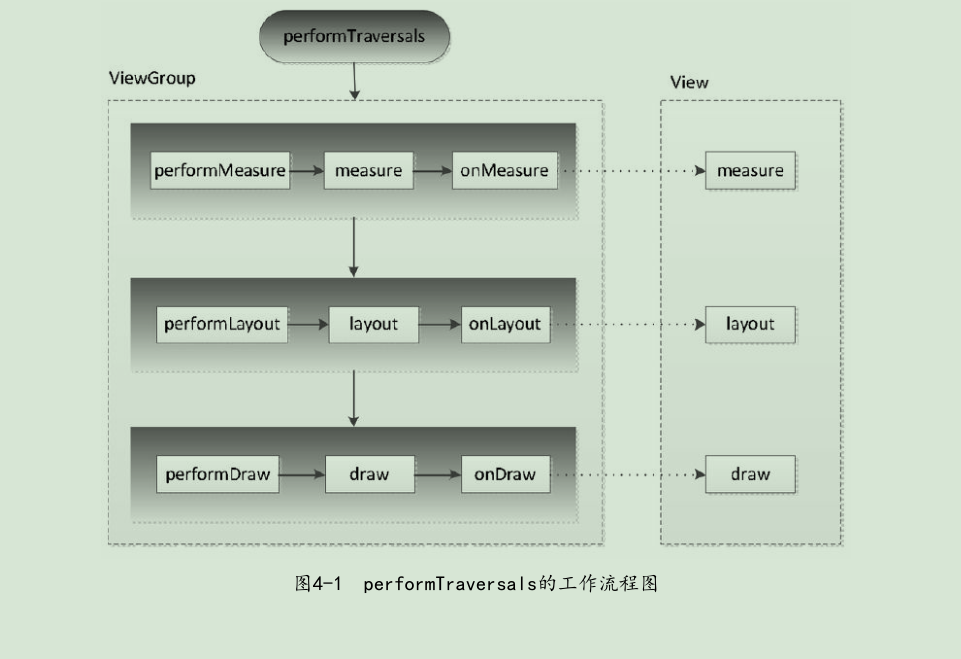 performTraversals
ViewGroup
View
performMeasure measure onMeasure measure
performLayout layout onLayout layout
performDraw draw onDraw draw
图4-1 performTraversals的工作流程图